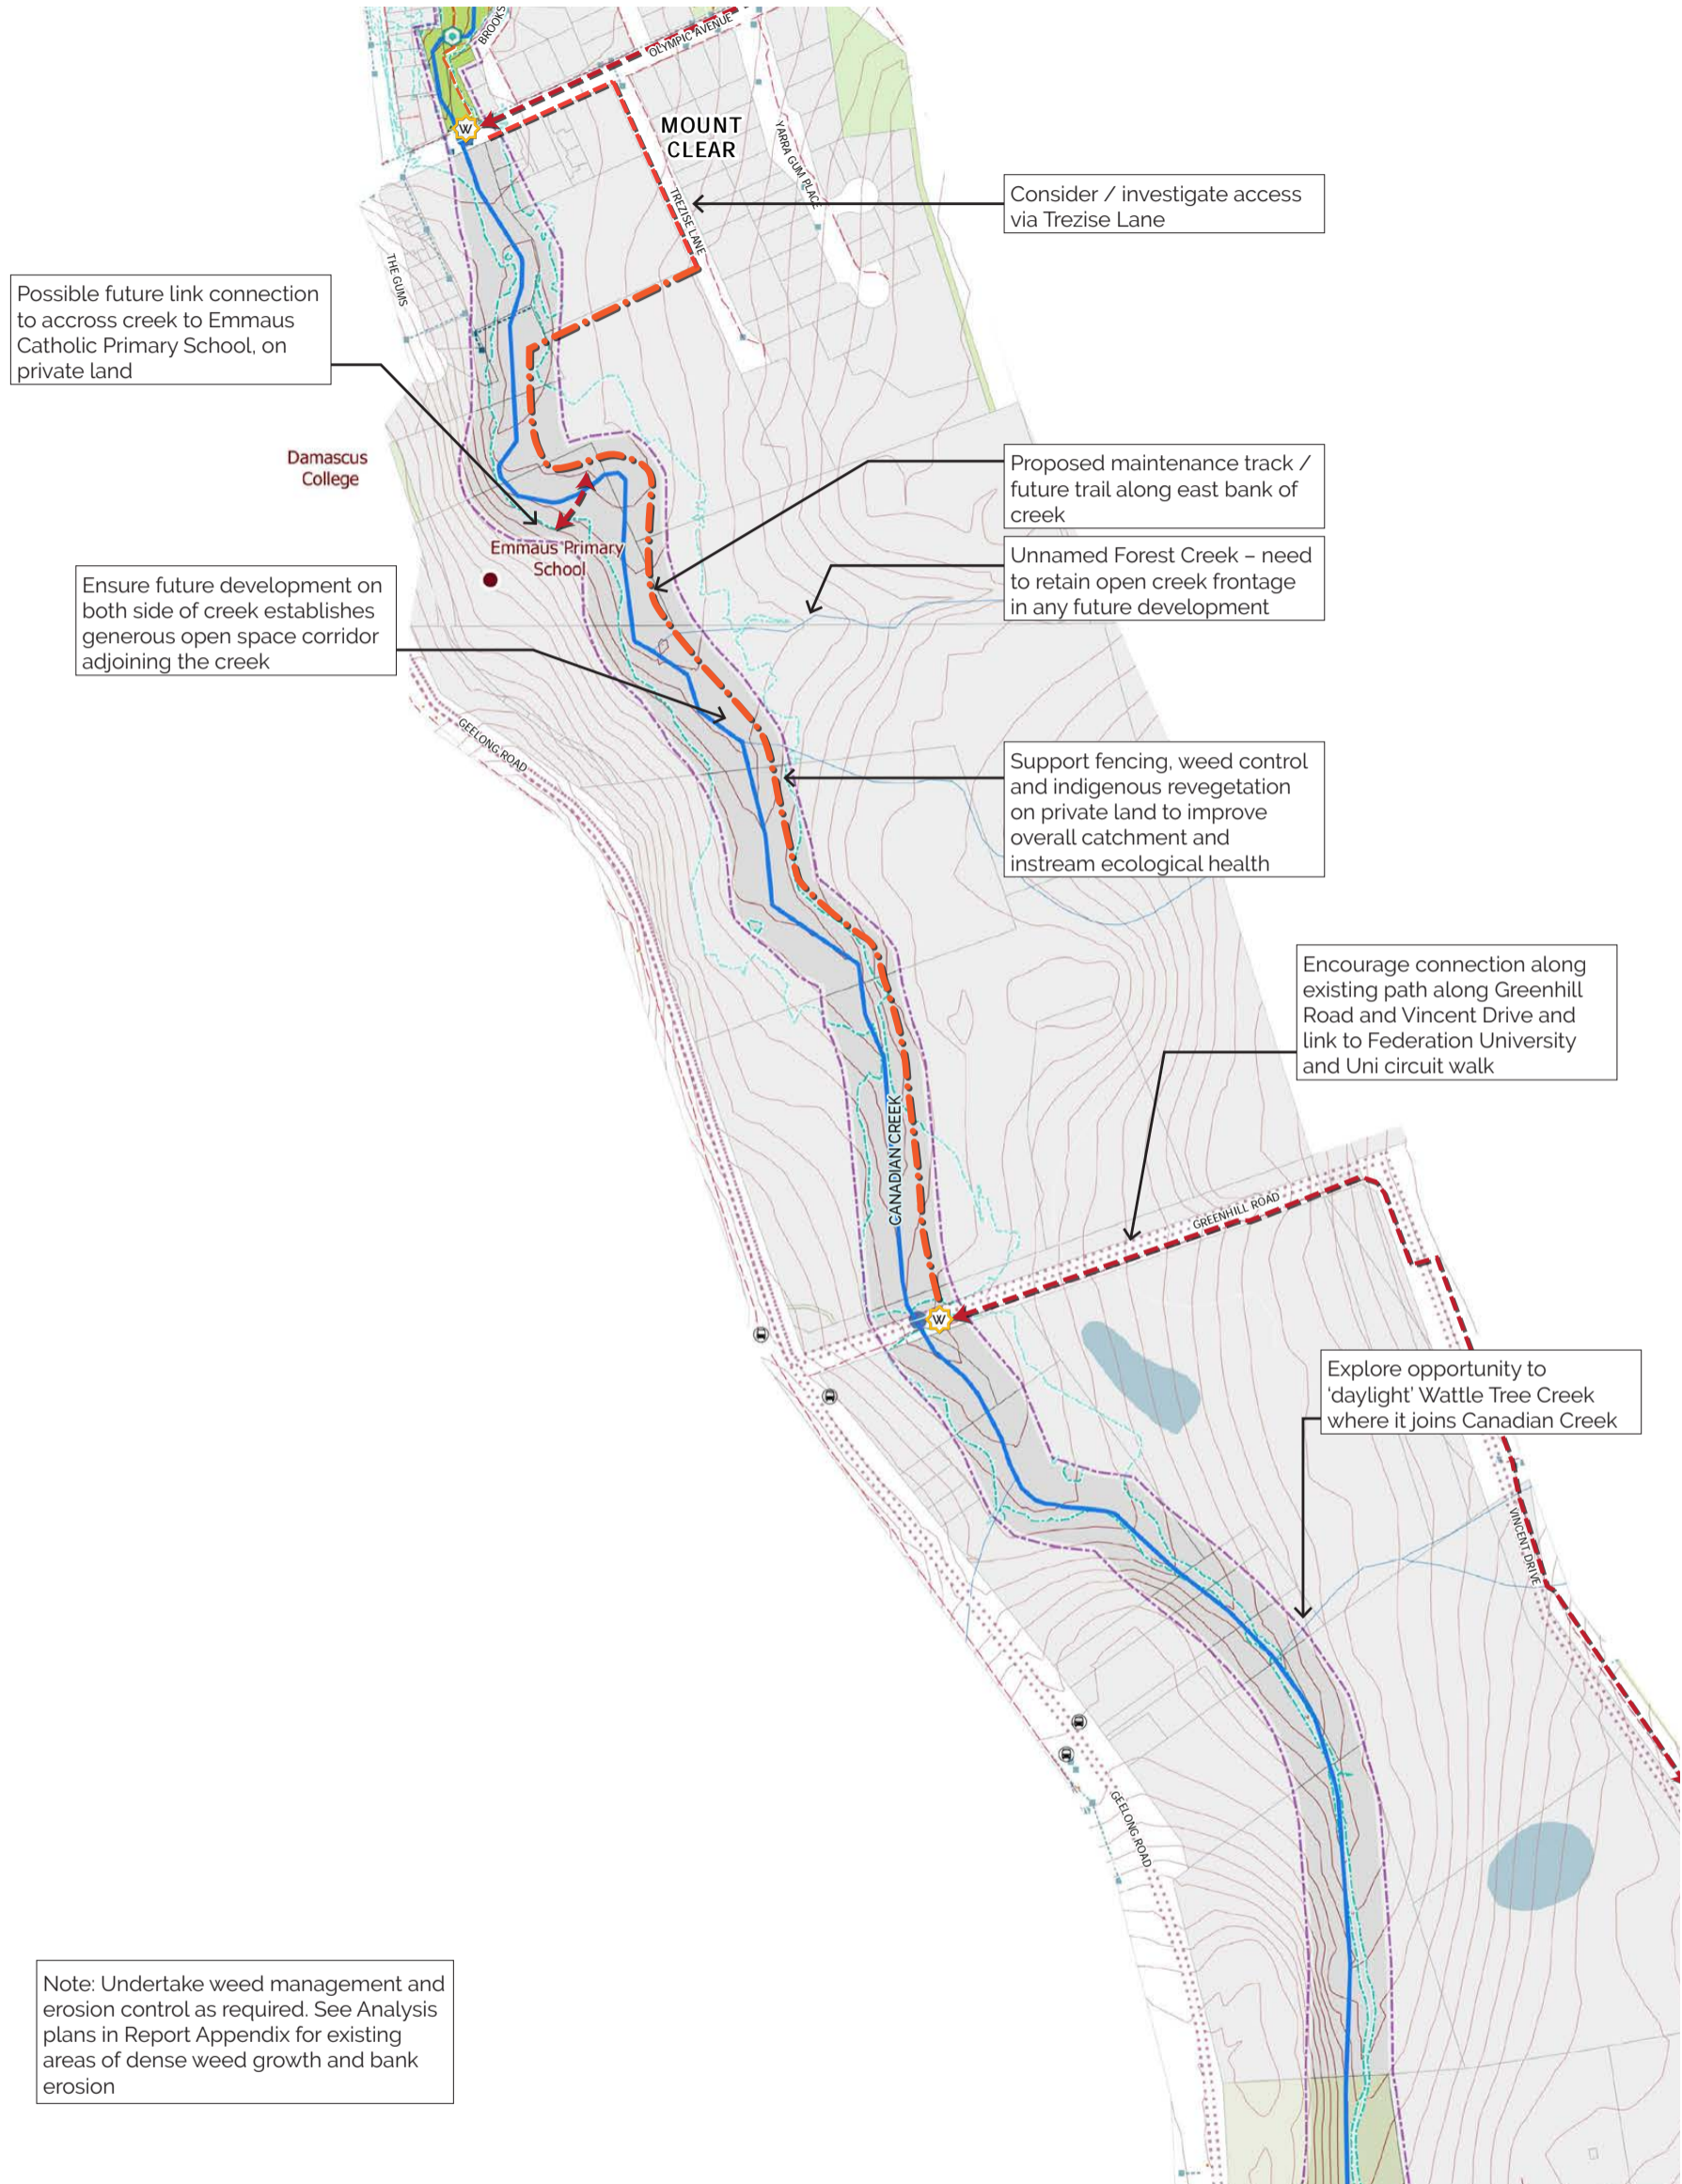 BROOKS
OLYMPIC AVENUE
W
MOUNT
CLEAR
YARRA GUM PLACE
TREZISE LANE
Consider / investigate access
via Trezise Lane
THE GUMS
Possible future link connection
to accross creek to Emmaus
Catholic Primary School, on
private land
Damascus
College
Proposed maintenance track /
future trail along east bank of
creek
Emmaus Primary
School
Unnamed Forest Creek – need
to retain open creek frontage
in any future development
Ensure future development on
both side of creek establishes
generous open space corridor
adjoining the creek
GEELONG ROAD
Support fencing, weed control
and indigenous revegetation
on private land to improve
overall catchment and
instream ecological health
Encourage connection along
existing path along Greenhill
Road and Vincent Drive and
link to Federation University
and Uni circuit walk
CANADIAN CREEK
GREENHILL ROAD
W
Explore opportunity to
‘daylight’ Wattle Tree Creek
where it joins Canadian Creek
VINCENT DRIVE
GEELONG ROAD
Note: Undertake weed management and
erosion control as required. See Analysis
plans in Report Appendix for existing
areas of dense weed growth and bank
erosion